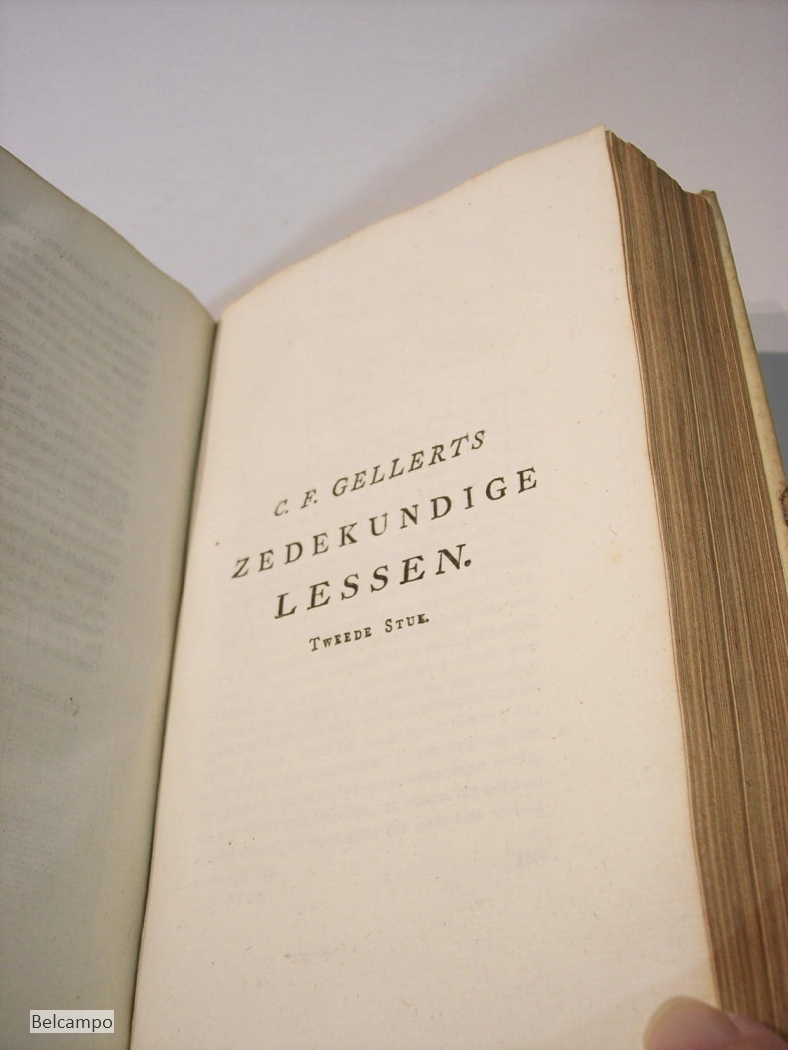 C. F. GELLERTS
ZEDEKUNDIGE
LESSEN.
TWEEDE STUK.
Belcampo